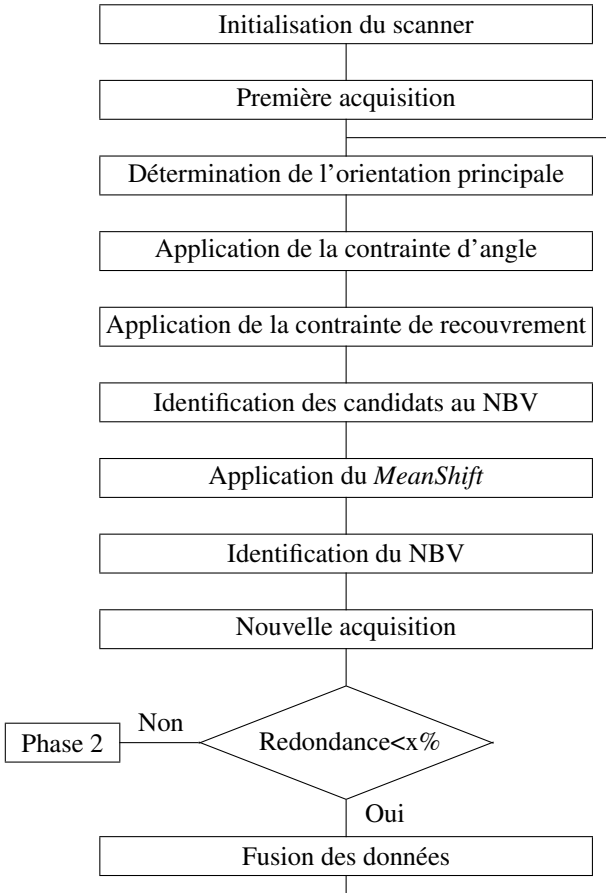 Initialisation du scanner
Première acquisition
Détermination de l'orientation principale
Application de la contrainte d'angle
Application de la contrainte de recouvrement
Identification des candidats au NBV
Application du MeanShift
Identification du NBV
Nouvelle acquisition
Non
Phase 2
Redondance<x%
Oui
Fusion des données